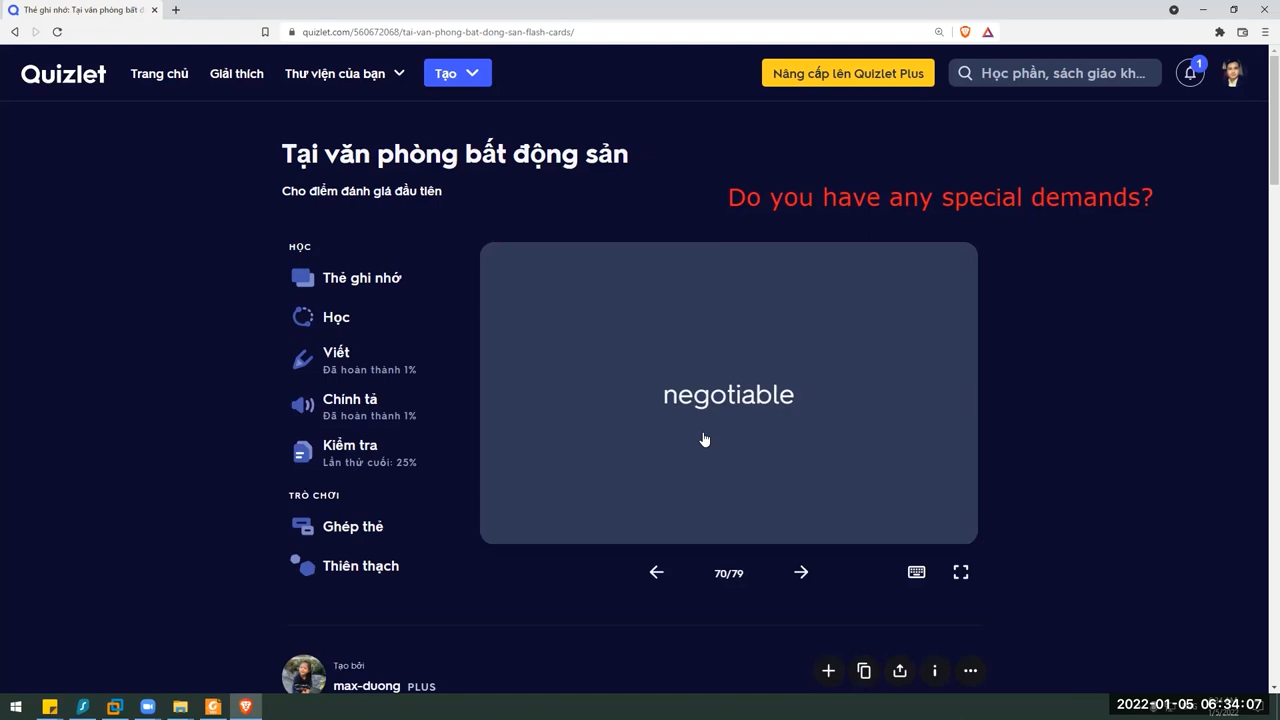 Thẻ ghi nhớ: Tại văn phòng bất đ
quizlet.com/560672068/tai-van-phong-bat-dong-san-flash-cards/
Quizlet
Trang chủ
Giải thích
Thư viện của bạn
Tạo
Nâng cấp lên Quizlet Plus
Học phần, sách giáo kh...
1
Tại văn phòng bất động sản
Cho điểm đánh giá đầu tiên
Do you have any special demands?
HỌC
Thẻ ghi nhớ
Học
Viết
Đã hoàn thành 1%
Chính tả
Đã hoàn thành 1%
Kiểm tra
Lần thứ cuối: 25%
TRÒ CHƠI
Ghép thẻ
Thiên thạch
negotiable
70/79
Tạo bởi
max-duong PLUS
2022-01-05 06:34:07